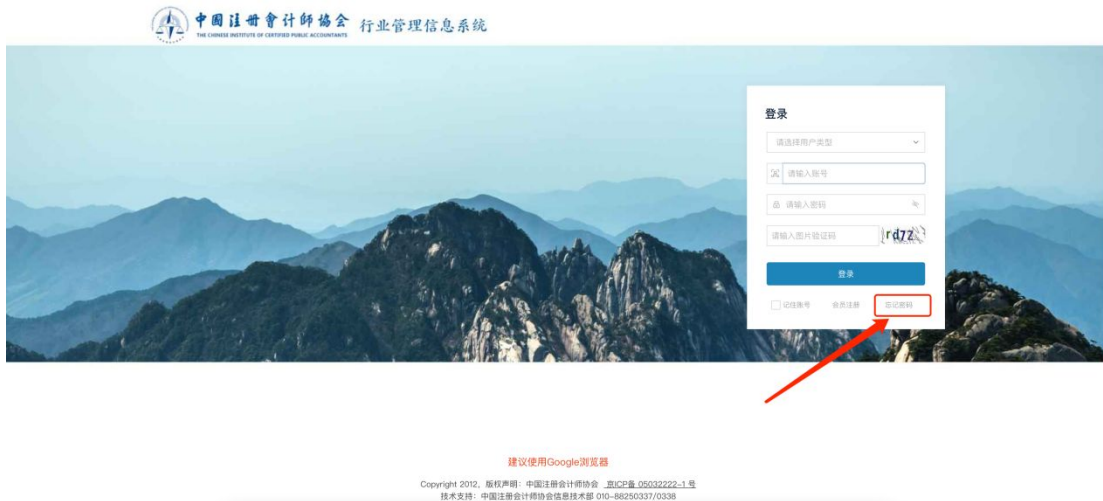 中国注册会计师协会 行业管理信息系统
THE CHINESE INSTITUTE OF CERTIFIED PUBLIC ACCOUNTANTS
登录
请选择用户类型
请输入账号
请输入密码
请输入图片验证码 rd7z
登录
记住账号 会员注册 忘记密码
建议使用Google浏览器
Copyright 2012，版权声明：中国注册会计师协会 京ICP备 05032222-1 号
技术支持：中国注册会计师协会信息技术部 010-88250337/0338